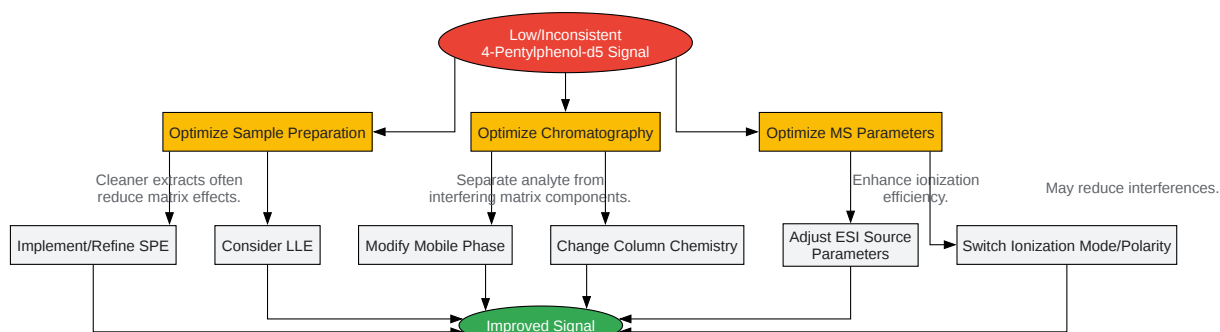 Low/Inconsistent
4-Pentylphenol-d5 Signal
Optimize Sample Preparation
Optimize Chromatography
Optimize MS Parameters
Cleaner extracts often
reduce matrix effects.
Separate analyte from
interfering matrix components.
Enhance ionization
efficiency.
May reduce interferences.
Implement/Refine SPE
Consider LLE
Modify Mobile Phase
Change Column Chemistry
Adjust ESI Source
Parameters
Switch Ionization Mode/Polarity
Improved Signal